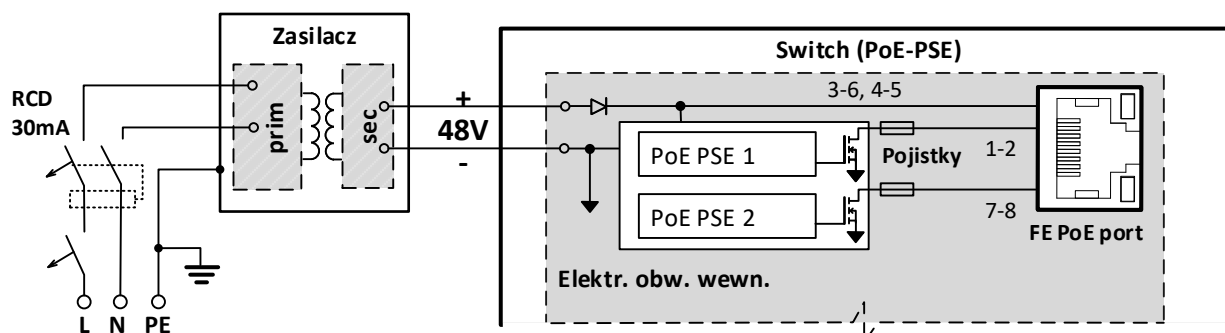 Zasilacz
Switch (PoE-PSE)
RCD
30mA
prim
sec
+
48V
-
3-6, 4-5
PoE PSE 1
Pojistky
1-2
PoE PSE 2
7-8
FE PoE port
Elektr. obw. wewn.
L N PE